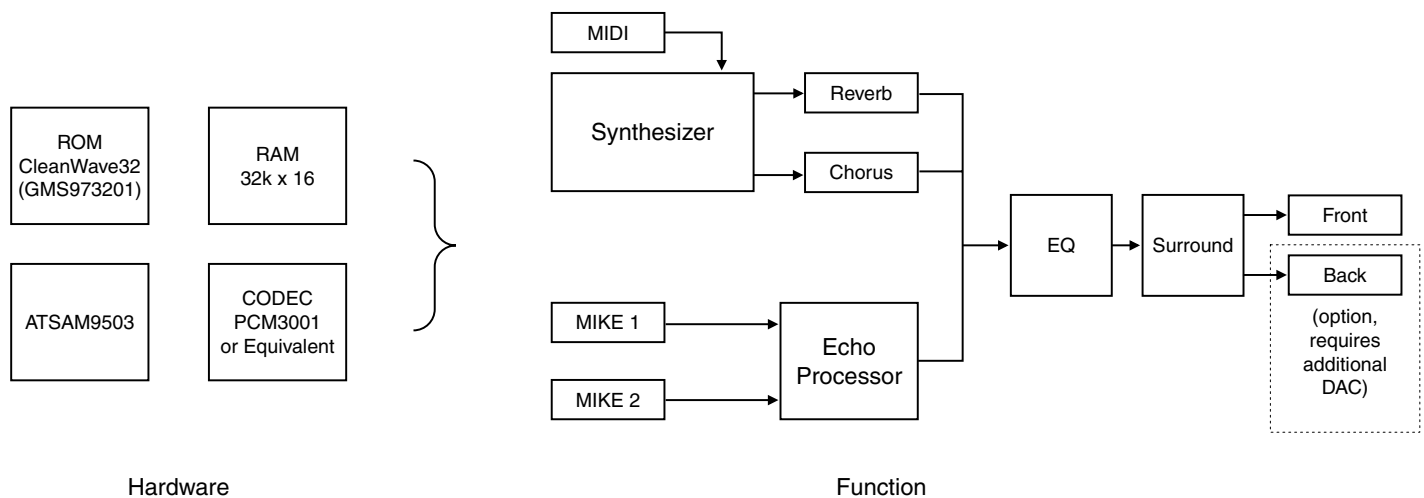 ROM
CleanWave32
(GMS973201)
RAM
32k x 16
ATSAM9503
CODEC
PCM3001
or Equivalent
Hardware
MIDI
Synthesizer
Reverb
Chorus
MIKE 1
MIKE 2
Echo
Processor
EQ
Surround
Front
Back
(option,
requires
additional
DAC)
Function